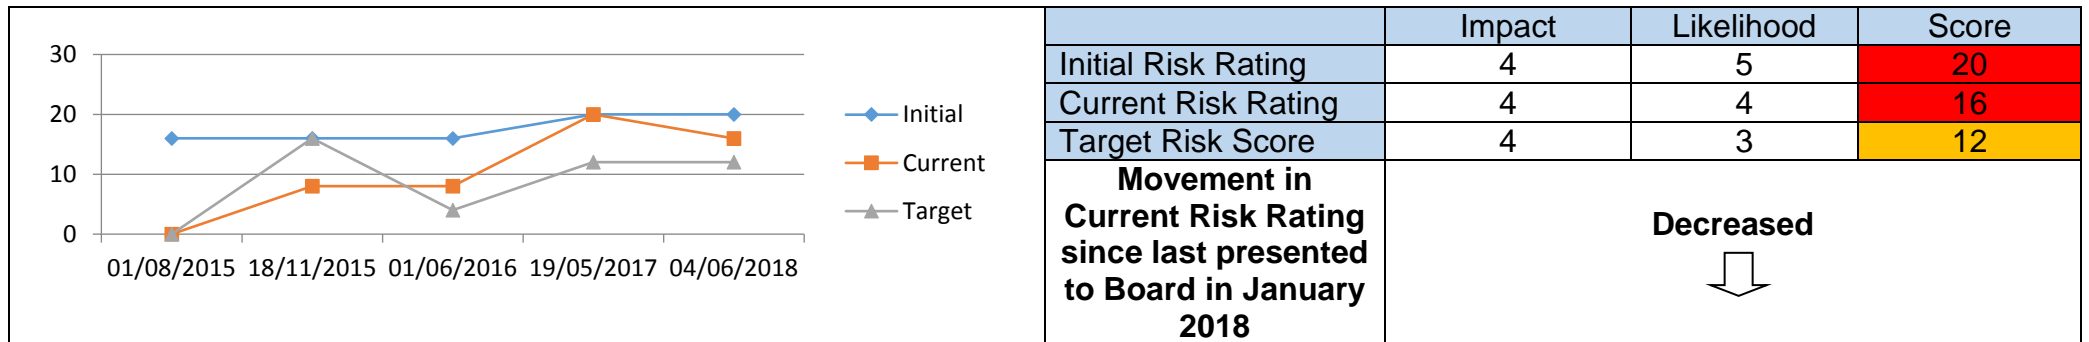 30
20
10
0
01/08/2015 18/11/2015 01/06/2016 19/05/2017 04/06/2018
Initial
Current
Target
Impact Likelihood Score
Initial Risk Rating 4 5 20
Current Risk Rating 4 4 16
Target Risk Score 4 3 12
Movement in
Current Risk Rating
since last presented
to Board in January
2018
Decreased